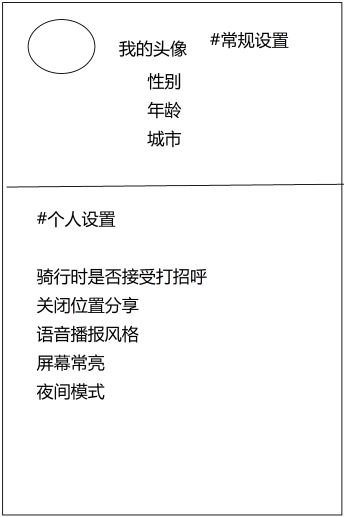 我的头像
#常规设置
性别
年龄
城市
#个人设置
骑行时是否接受打招呼
关闭位置分享
语音播报风格
屏幕常亮
夜间模式